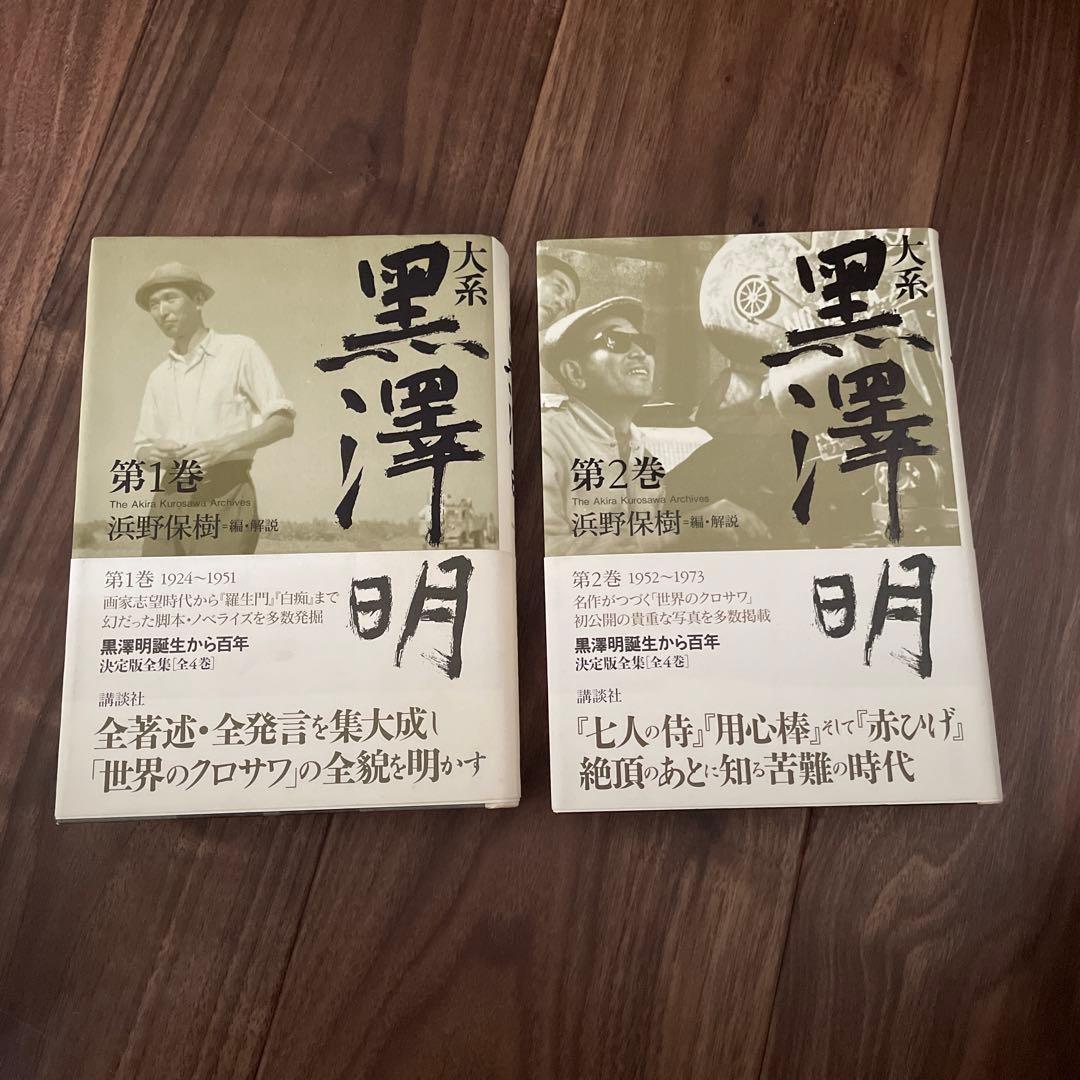 大系
黒澤明
第1巻
The Akira Kurosawa Archives
浜野保樹=編・解説
第1巻 1924～1951
画家志望時代から『羅生門』『白痴』まで
幻だった脚本・ノベライズを多数発掘
黒澤明誕生から百年
決定版全集[全4巻]
講談社
全著述・全発言を集大成し
「世界のクロサワ」の全貌を明かす
大系
黒澤明
第2巻
The Akira Kurosawa Archives
浜野保樹=編・解説
第2巻 1952～1973
名作がつづく「世界のクロサワ」
初公開の貴重な写真を多数掲載
黒澤明誕生から百年
決定版全集[全4巻]
講談社
『七人の侍』『用心棒』そして『赤ひげ』
絶頂のあとに知る苦難の時代